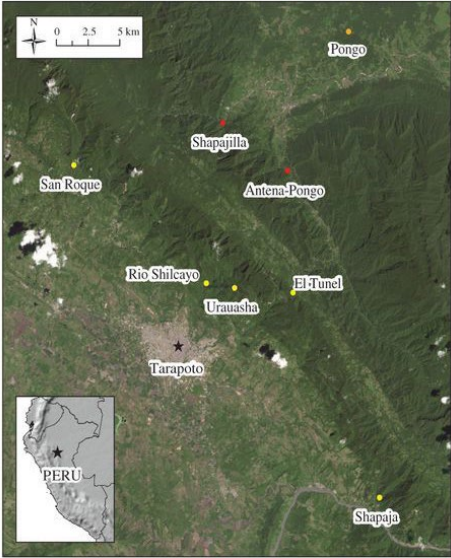 N
0 2.5 5 km
Pongo
Shapajilla
San Roque
Antena-Pongo
Rio Shilcayo
El Tunel
Urauasha
Tarapoto
PERU
Shapaja